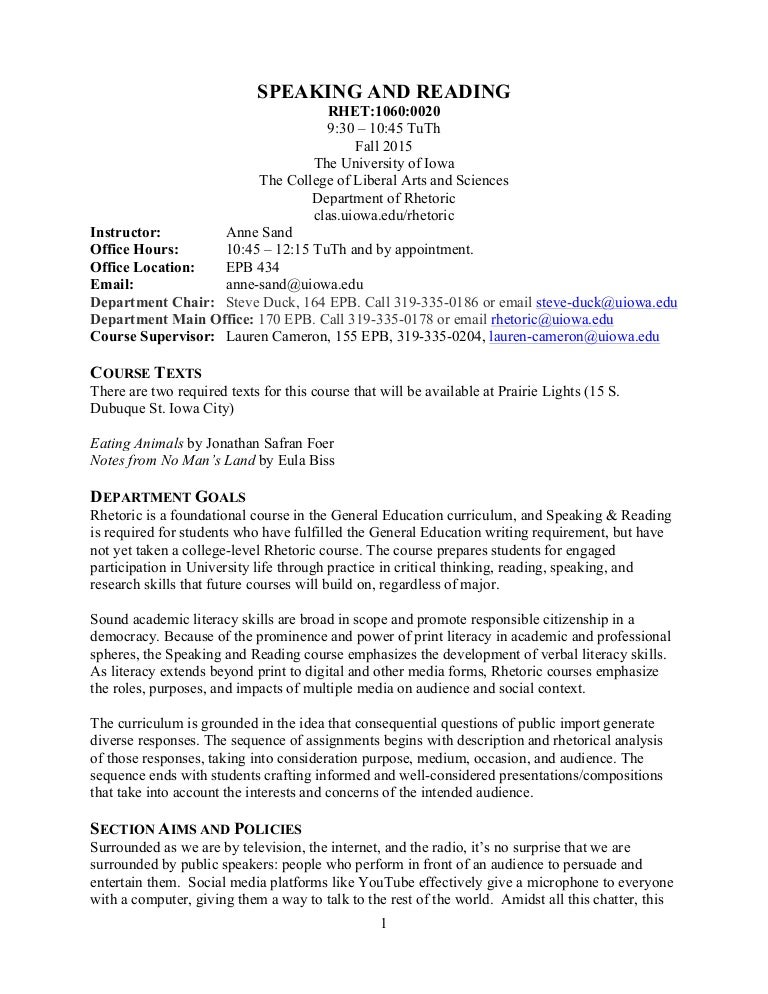 SPEAKING AND READING
RHET:1060:0020
9:30 – 10:45 TuTh
Fall 2015
The University of Iowa
The College of Liberal Arts and Sciences
Department of Rhetoric
clas.uiowa.edu/rhetoric
Instructor: Anne Sand
Office Hours: 10:45 – 12:15 TuTh and by appointment.
Office Location: EPB 434
Email: anne-sand@uiowa.edu
Department Chair: Steve Duck, 164 EPB. Call 319-335-0186 or email steve-duck@uiowa.edu
Department Main Office: 170 EPB. Call 319-335-0178 or email rhetoric@uiowa.edu
Course Supervisor: Lauren Cameron, 155 EPB, 319-335-0204, lauren-cameron@uiowa.edu
COURSE TEXTS
There are two required texts for this course that will be available at Prairie Lights (15 S.
Dubuque St. Iowa City)
Eating Animals by Jonathan Safran Foer
Notes from No Man's Land by Eula Biss
DEPARTMENT GOALS
Rhetoric is a foundational course in the General Education curriculum, and Speaking & Reading
is required for students who have fulfilled the General Education writing requirement, but have
not yet taken a college-level Rhetoric course. The course prepares students for engaged
participation in University life through practice in critical thinking, reading, speaking, and
research skills that future courses will build on, regardless of major.
Sound academic literacy skills are broad in scope and promote responsible citizenship in a
democracy. Because of the prominence and power of print literacy in academic and professional
spheres, the Speaking and Reading course emphasizes the development of verbal literacy skills.
As literacy extends beyond print to digital and other media forms, Rhetoric courses emphasize
the roles, purposes, and impacts of multiple media on audience and social context.
The curriculum is grounded in the idea that consequential questions of public import generate
diverse responses. The sequence of assignments begins with description and rhetorical analysis
of those responses, taking into consideration purpose, medium, occasion, and audience. The
sequence ends with students crafting informed and well-considered presentations/compositions
that take into account the interests and concerns of the intended audience.
SECTION AIMS AND POLICIES
Surrounded as we are by television, the internet, and the radio, it's no surprise that we are
surrounded by public speakers: people who perform in front of an audience to persuade and
entertain them.  Social media platforms like YouTube effectively give a microphone to everyone
with a computer, giving them a way to talk to the rest of the world.  Amidst all this chatter, this
1